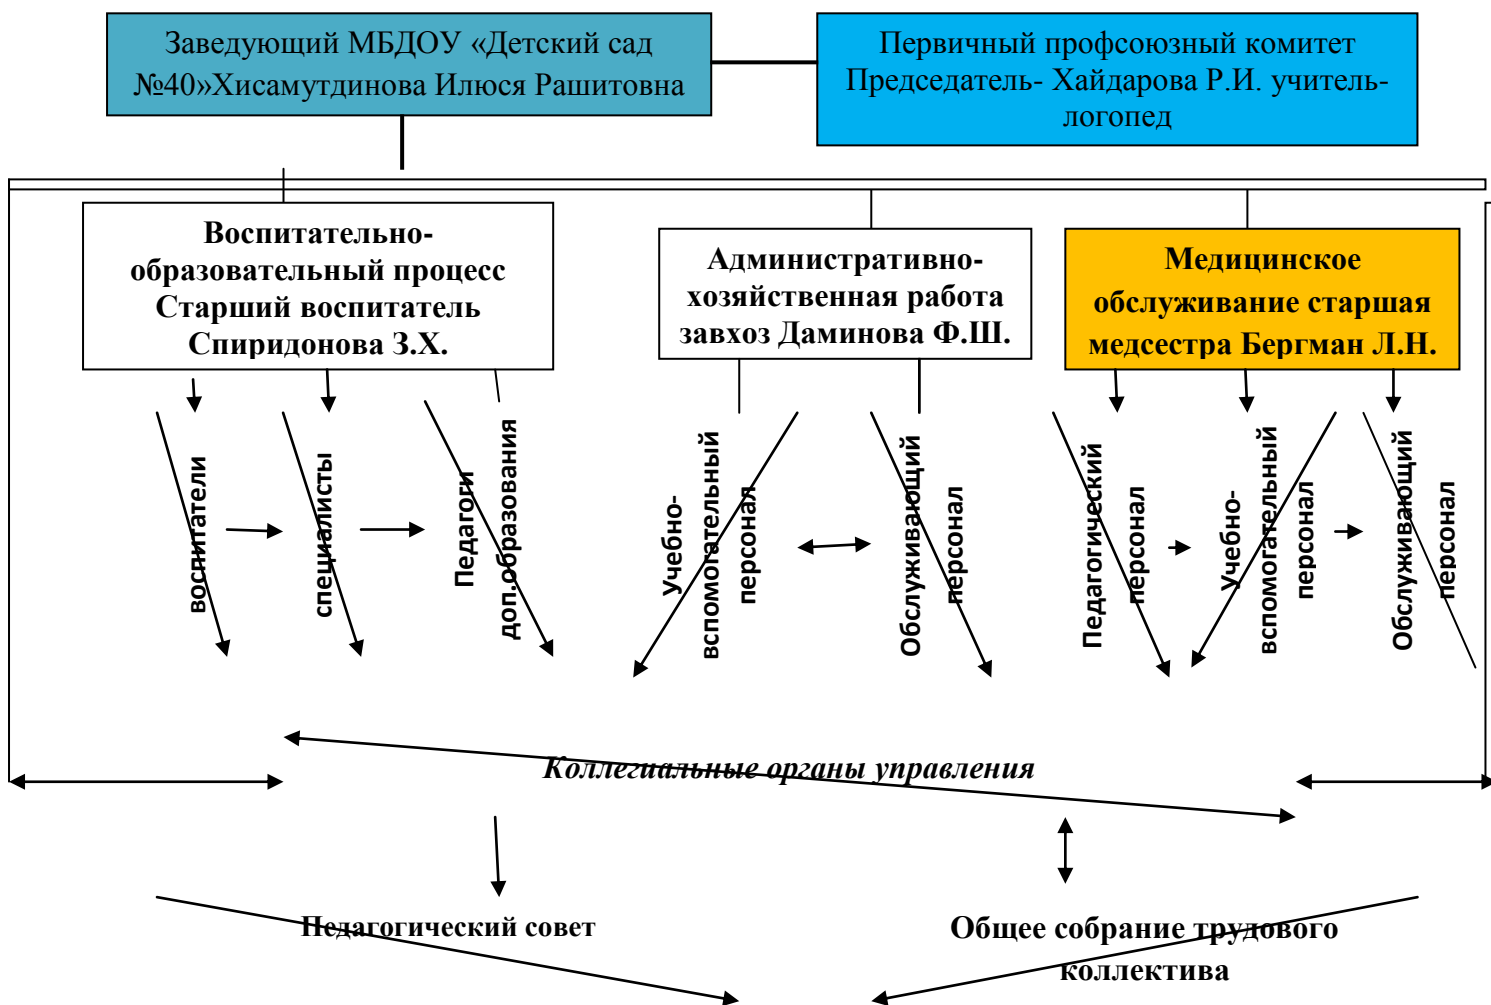 Заведующий МБДОУ «Детский сад
№40»Хисамутдинова Илюся Рашитовна
Первичный профсоюзный комитет
Председатель- Хайдарова Р.И. учитель-
логопед
Воспитательно-
образовательный процесс
Старший воспитатель
Спиридонова З.Х.
Административно-
хозяйственная работа
завхоз Даминова Ф.Ш.
Медицинское
обслуживание старшая
медсестра Бергман Л.Н.
воспитатели
специалисты
Педагоги
доп.образования
Учебно-
вспомогательный
персонал
Обслуживающий
персонал
Педагогический
персонал
Учебно-
вспомогательный
персонал
Обслуживающий
персонал
Коллегиальные органы управления
Педагогический совет
Общее собрание трудового
коллектива